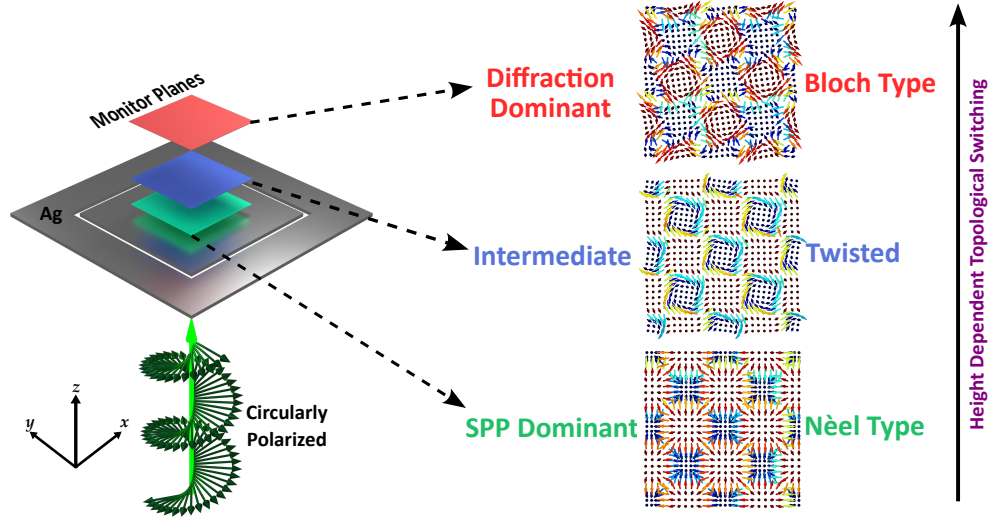 Monitor Planes
Ag
Diffraction
Dominant
Bloch Type
Intermediate
Twisted
SPP Dominant
Nèel Type
Circularly
Polarized
z
y
x
Height Dependent Topological Switching